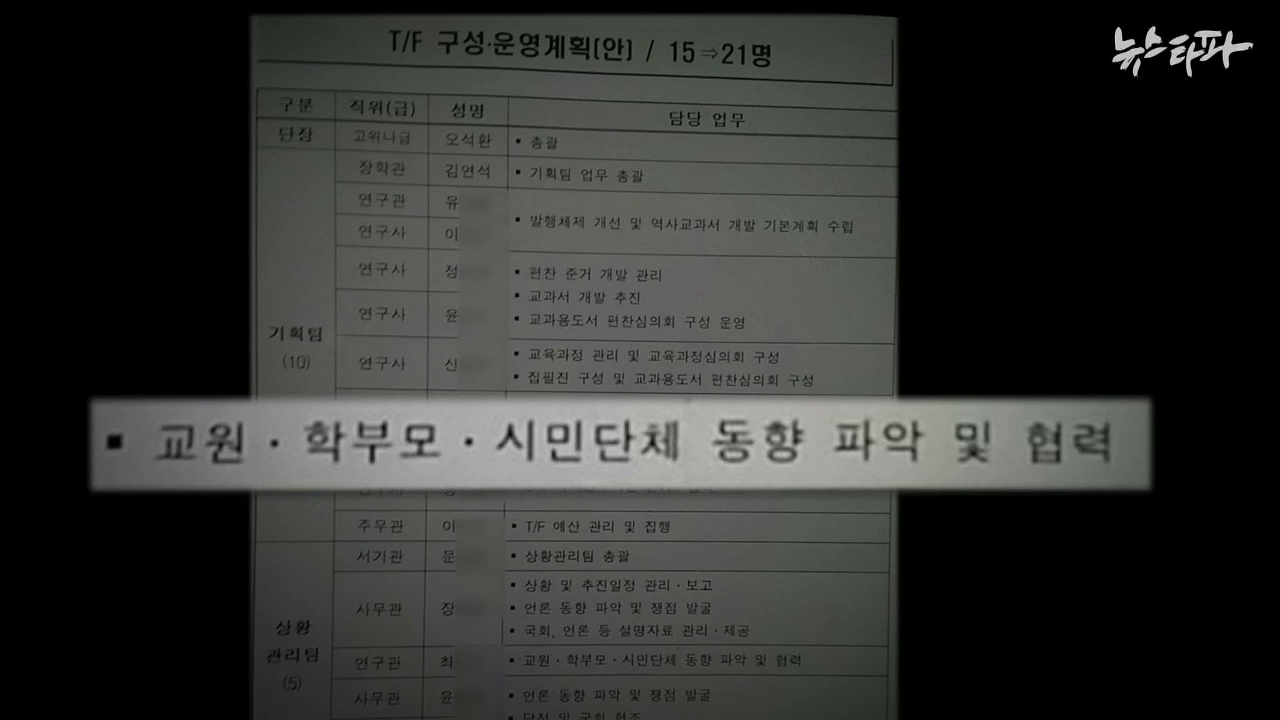 뉴스타파
T/F 구성·운영계획(안) / 15⇒21명
구분 직위(급) 성명 담당 업무
단장 고위나급 오석환 ▪ 총괄
장학관 김연석 ▪ 기획팀 업무 총괄
연구관 유
▪ 발행체제 개선 및 역사교과서 개발 기본계획 수립
연구사 이
연구사 정 ▪ 편찬 준거 개발 관리
▪ 교과서 개발 추진
연구사 윤 ▪ 교과용도서 편찬심의회 구성 운영
기획팀
(10)
연구사 신 ▪ 교육과정 관리 및 교육과정심의회 구성
▪ 집필진 구성 및 교과용도서 편찬심의회 구성
▪ 교원·학부모·시민단체 동향 파악 및 협력
주무관 이 ▪ T/F 예산 관리 및 집행
서기관 문 ▪ 상황관리팀 총괄
사무관 장 ▪ 상황 및 추진일정 관리·보고
▪ 언론 동향 파악 및 쟁점 발굴
▪ 국회, 언론 등 설명자료 관리·제공
상황
관리팀
(5)
연구관 최 ▪ 교원·학부모·시민단체 동향 파악 및 협력
사무관 윤 ▪ 언론 동향 파악 및 쟁점 발굴